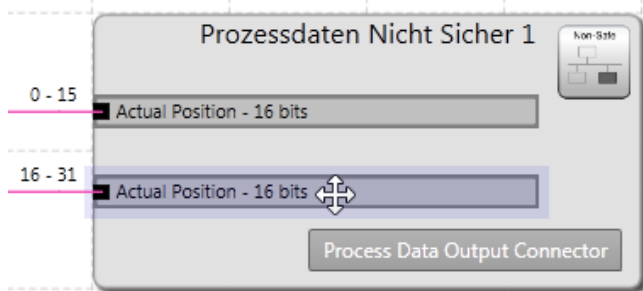 Prozessdaten Nicht Sicher 1
Non-Safe
0 - 15
Actual Position - 16 bits
16 - 31
Actual Position - 16 bits
Process Data Output Connector